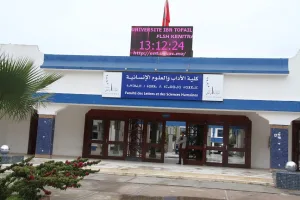 UNIVERSITE IBN TOFAIL
FLSH KENITRA
13:12:24
كلية الآداب والعلوم الإنسانية
Faculté des Lettres et des Sciences Humaines